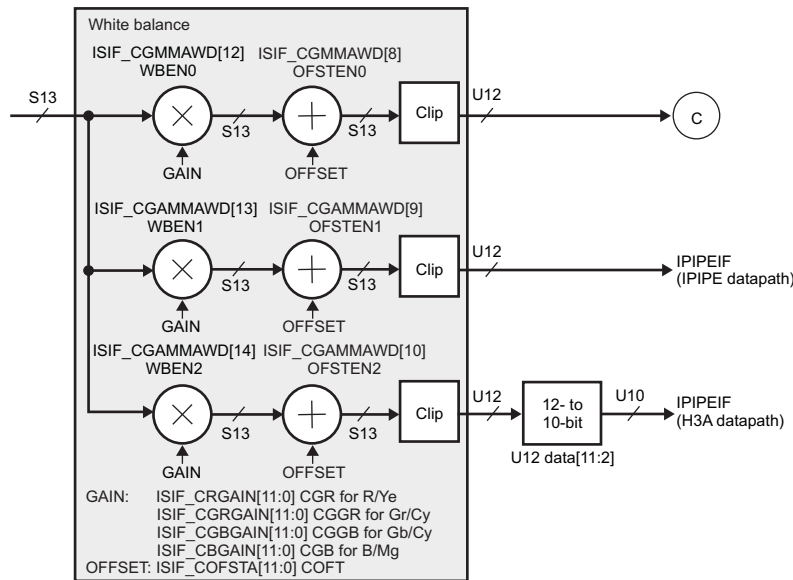 White balance
ISIF_CGMMAWD[12]
WBEN0
ISIF_CGMMAWD[8]
OFSTEN0
S13
S13
S13
Clip
U12
C
GAIN
OFFSET
ISIF_CGAMMAWD[13]
WBEN1
ISIF_CGAMMAWD[9]
OFSTEN1
S13
S13
Clip
U12
IPIPEIF
(IPIPE datapath)
GAIN
OFFSET
ISIF_CGAMMAWD[14]
WBEN2
ISIF_CGAMMAWD[10]
OFSTEN2
S13
S13
Clip
U12
12- to
10-bit
U10
IPIPEIF
(H3A datapath)
U12 data[11:2]
GAIN
OFFSET
GAIN: ISIF_CRGAIN[11:0] CGR for R/Ye
ISIF_CGRGAIN[11:0] CGGR for Gr/Cy
ISIF_CGBGAIN[11:0] CGGB for Gb/Cy
ISIF_CBGAIN[11:0] CGB for B/Mg
OFFSET: ISIF_COFSTA[11:0] COFT